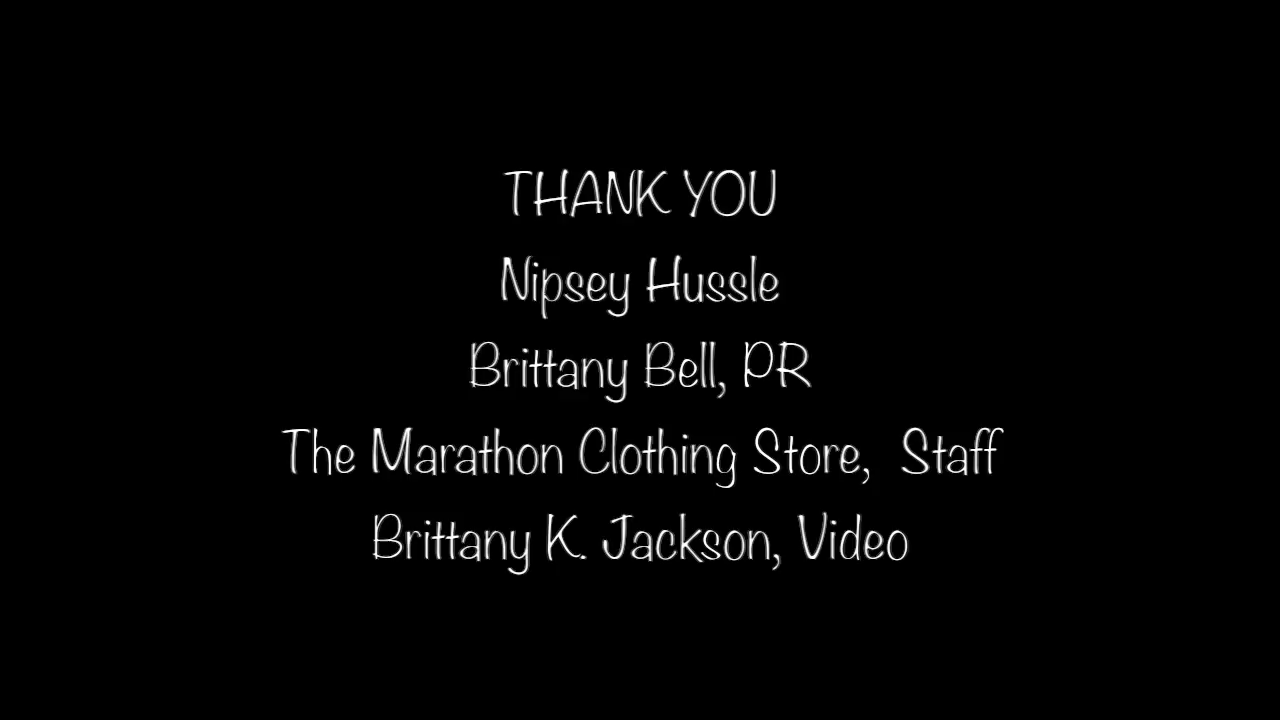 THANK YOU
Nipsey Hussle
Brittany Bell, PR
The Marathon Clothing Store,  Staff
Brittany K. Jackson, Video